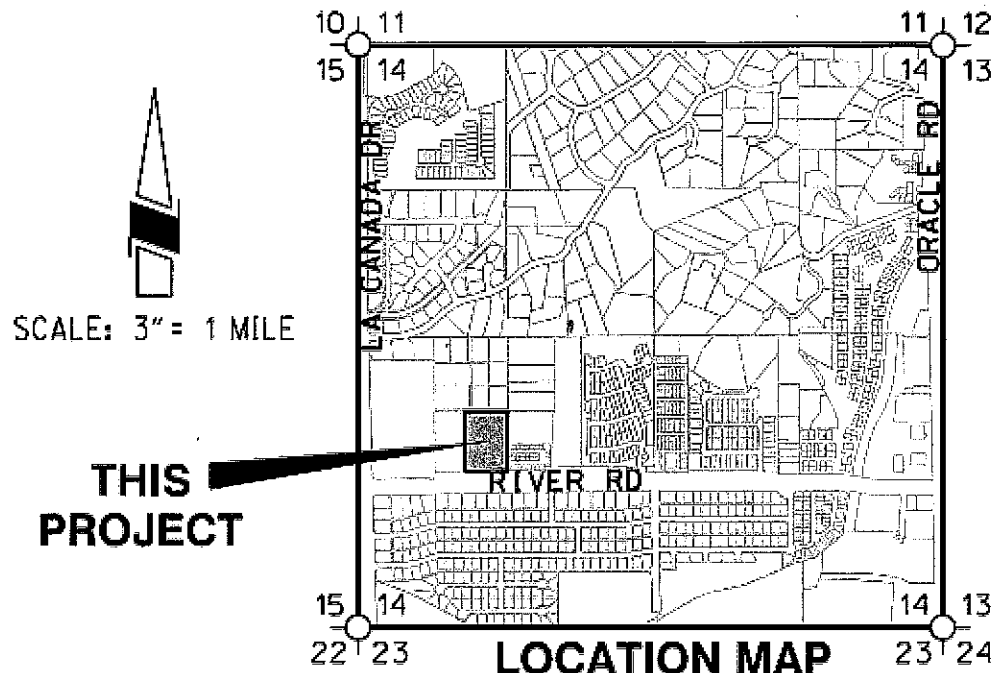 10 11
11 12
15 14
14 13
LA CANADA DR
ORACLE RD
SCALE: 3" = 1 MILE
THIS
PROJECT
RIVER RD
15 14
14 13
22 23
23 24
LOCATION MAP